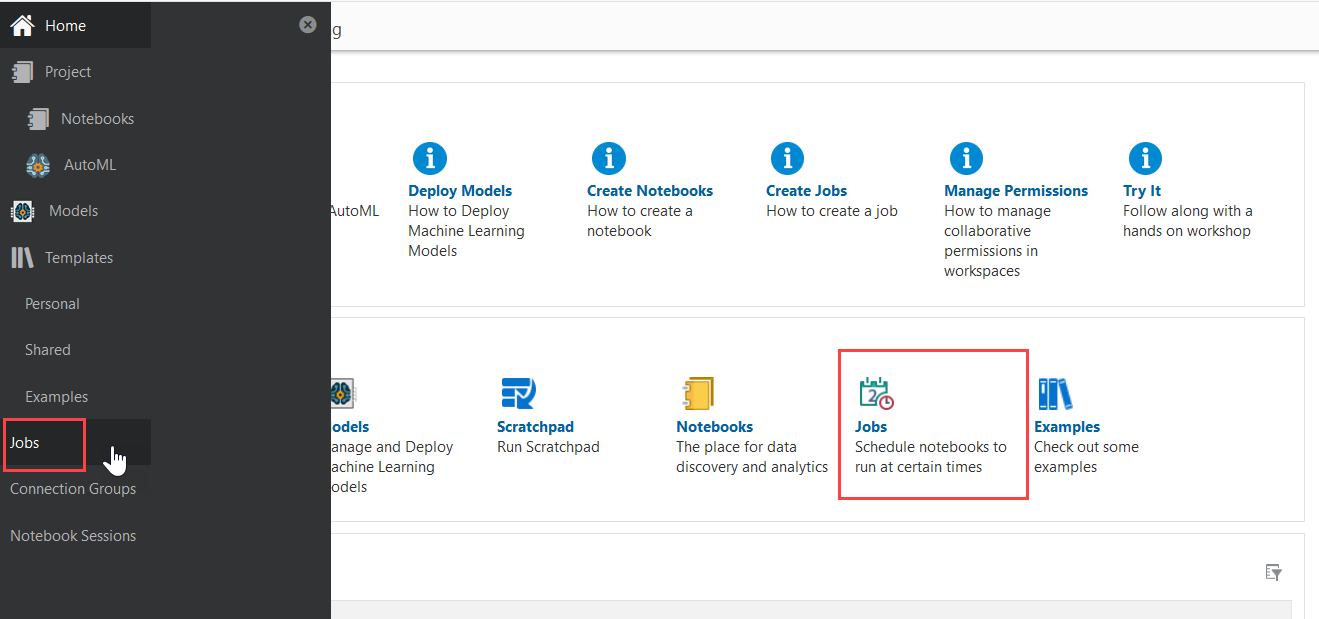 Home
g
Project
Notebooks
AutoML
Models
Templates
Personal
Shared
Examples
Jobs
Connection Groups
Notebook Sessions
AutoML
Deploy Models
How to Deploy
Machine Learning
Models
Create Notebooks
How to create a
notebook
Create Jobs
How to create a job
Manage Permissions
How to manage
collaborative
permissions in
workspaces
Try It
Follow along with a
hands on workshop
odels
anage and Deploy
achine Learning
odels
Scratchpad
Run Scratchpad
Notebooks
The place for data
discovery and analytics
2
Jobs
Schedule notebooks to
run at certain times
Examples
Check out some
examples